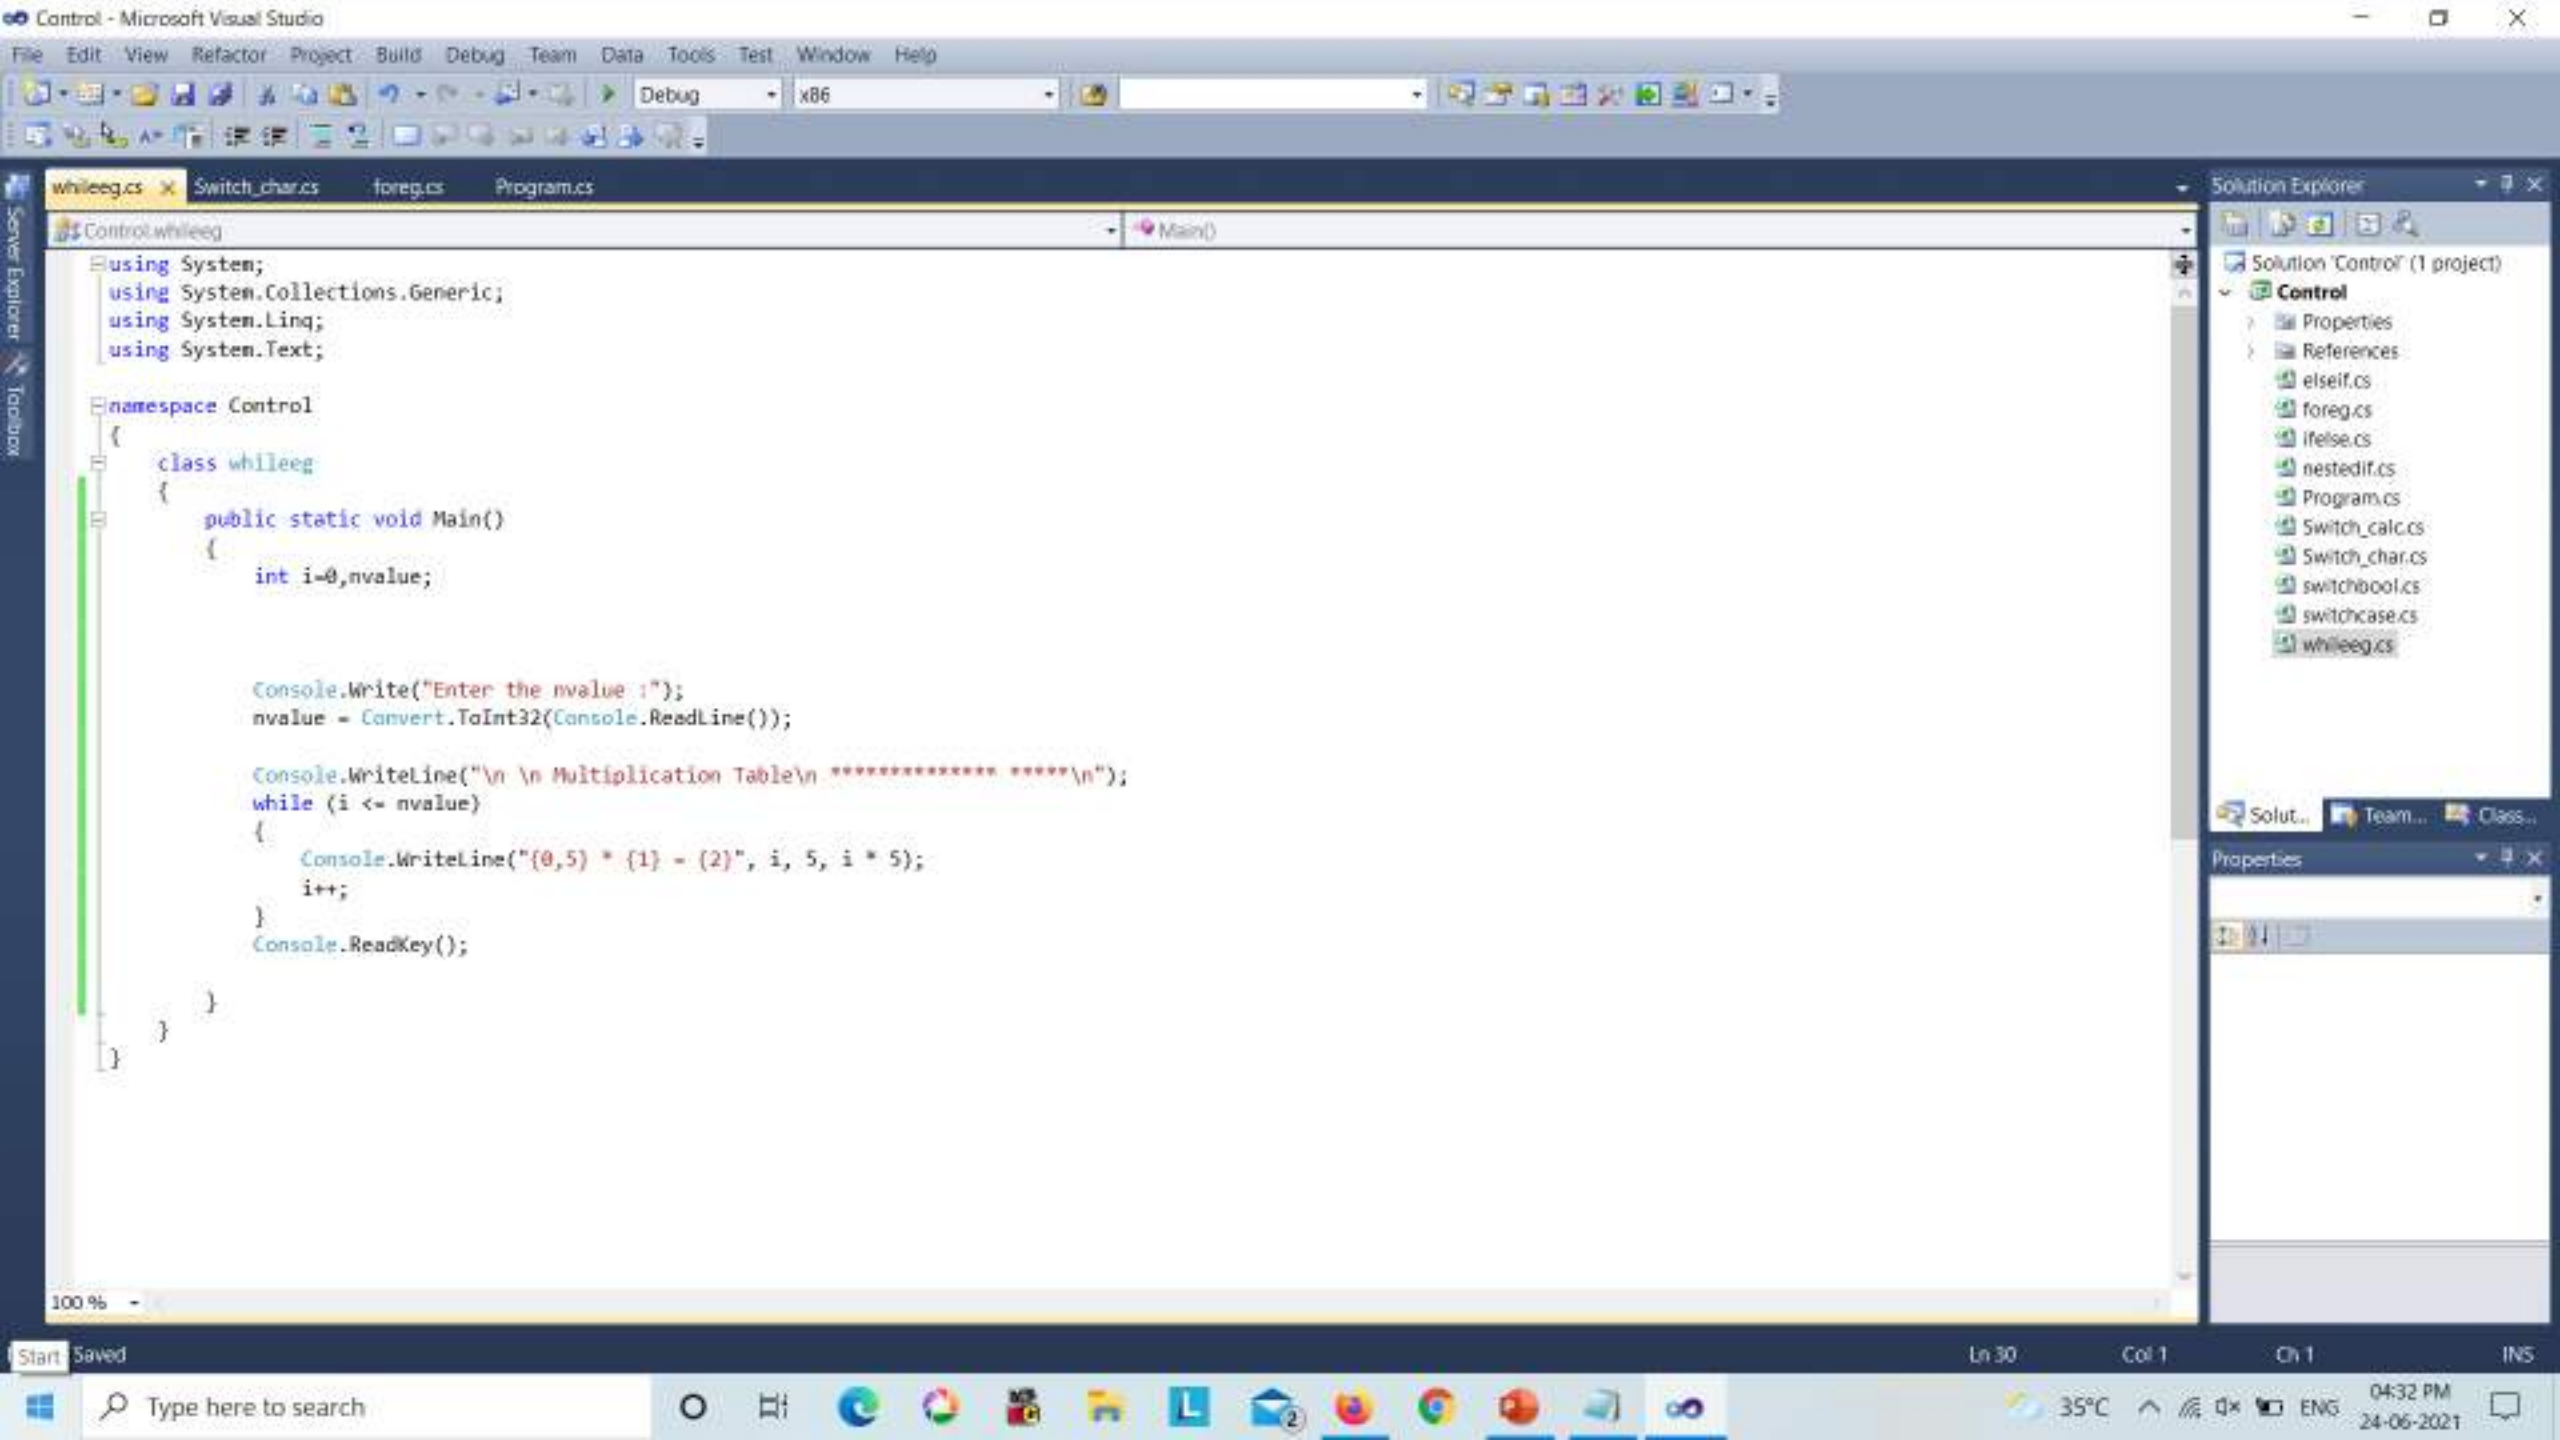 Control - Microsoft Visual Studio
File Edit View Refactor Project Build Debug Team Data Tools Test Window Help
Debug x86
whileeg.cs Switch_char.cs foreg.cs Program.cs
Control.whileeg Main()
Server Explorer
Toolbox
using System;
using System.Collections.Generic;
using System.Linq;
using System.Text;
namespace Control
{
class whileeg
{
public static void Main()
{
int i=0,nvalue;
Console.Write("Enter the nvalue :");
nvalue = Convert.ToInt32(Console.ReadLine());
Console.WriteLine("\n \n Multiplication Table\n ************** *****\n");
while (i <= nvalue)
{
Console.WriteLine("{0,5} * {1} = {2}", i, 5, i * 5);
i++;
}
Console.ReadKey();
}
}
}
100 %
Solution Explorer
Solution 'Control' (1 project)
Control
Properties
References
elseif.cs
foreg.cs
ifelse.cs
nestedif.cs
Program.cs
Switch_calc.cs
Switch_char.cs
switchbool.cs
switchcase.cs
whileeg.cs
Solut... Team... Class...
Properties
Start Saved Ln 30 Col 1 Ch 1 INS
Type here to search
L
2
35°C ENG 04:32 PM
24-06-2021